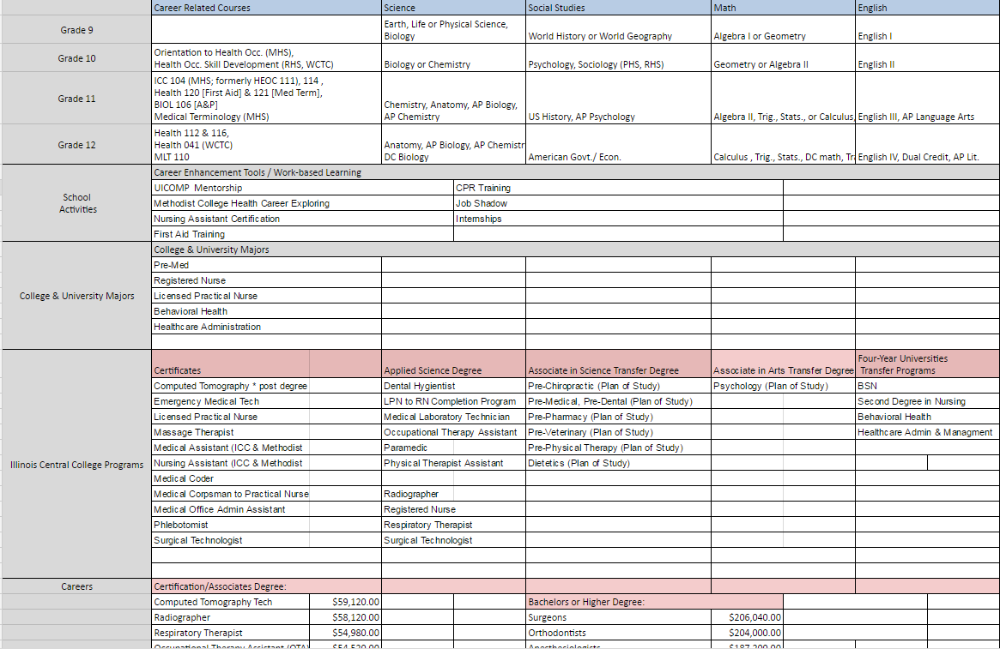 Career Related Courses Science Social Studies Math English
Grade 9
Earth, Life or Physical Science,
Biology
World History or World Geography
Algebra I or Geometry
English I
Grade 10
Orientation to Health Occ. (MHS),
Health Occ. Skill Development (RHS, WCTC)
Biology or Chemistry
Psychology, Sociology (PHS, RHS)
Geometry or Algebra II
English II
Grade 11
ICC 104 (MHS; formerly HEOC 111), 114 ,
Health 120 [First Aid] & 121 [Med Term],
BIOL 106 [A&P]
Medical Terminology (MHS)
Chemistry, Anatomy, AP Biology,
AP Chemistry
US History, AP Psychology
Algebra II, Trig., Stats., or Calculus,
English III, AP Language Arts
Grade 12
Health 112 & 116,
Health 041 (WCTC)
MLT 110
Anatomy, AP Biology, AP Chemistr
DC Biology
American Govt./ Econ.
Calculus , Trig., Stats., DC math, Tr
English IV, Dual Credit, AP Lit.
School
Activities
Career Enhancement Tools / Work-based Learning
UICOMP Mentorship CPR Training
Methodist College Health Career Exploring Job Shadow
Nursing Assistant Certification Internships
First Aid Training
College & University Majors
College & University Majors
Pre-Med
Registered Nurse
Licensed Practical Nurse
Behavioral Health
Healthcare Administration
Illinois Central College Programs
Certificates Applied Science Degree Associate in Science Transfer Degree Associate in Arts Transfer Degree
Four-Year Universities
Transfer Programs
Computed Tomography * post degree Dental Hygientist Pre-Chiropractic (Plan of Study) Psychology (Plan of Study) BSN
Emergency Medical Tech LPN to RN Completion Program Pre-Medical, Pre-Dental (Plan of Study) Second Degree in Nursing
Licensed Practical Nurse Medical Laboratory Technician Pre-Pharmacy (Plan of Study) Behavioral Health
Massage Therapist Occupational Therapy Assistant Pre-Veterinary (Plan of Study) Healthcare Admin & Managment
Medical Assistant (ICC & Methodist Paramedic Pre-Physical Therapy (Plan of Study)
Nursing Assistant (ICC & Methodist Physical Therapist Assistant Dietetics (Plan of Study)
Medical Coder
Medical Corpsman to Practical Nurse Radiographer
Medical Office Admin Assistant Registered Nurse
Phlebotomist Respiratory Therapist
Surgical Technologist Surgical Technologist
Careers Certification/Associates Degree:
Computed Tomography Tech $59,120.00 Bachelors or Higher Degree:
Radiographer $58,120.00 Surgeons $206,040.00
Respiratory Therapist $54,980.00 Orthodontists $204,000.00
Occupational Therapy Assistant (OTA) $54,520.00 Anesthesiologists $187,200.00